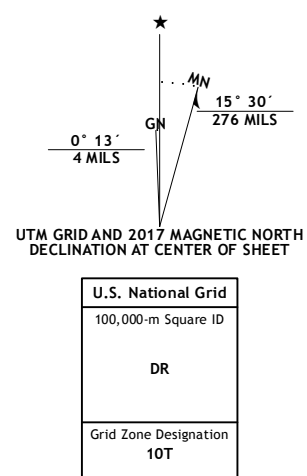 ★
MN
GN
15° 30´
276 MILS
0° 13´
4 MILS
UTM GRID AND 2017 MAGNETIC NORTH
DECLINATION AT CENTER OF SHEET
U.S. National Grid
100,000-m Square ID
DR
Grid Zone Designation
10T